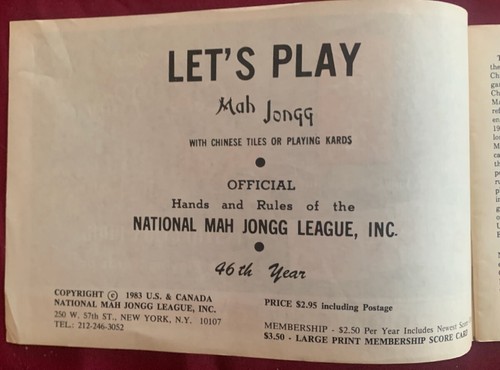 LET'S PLAY
Mah Jongg
WITH CHINESE TILES OR PLAYING KARDS
OFFICIAL
Hands and Rules of the
NATIONAL MAH JONGG LEAGUE, INC.
46th Year
COPYRIGHT © 1983 U.S. & CANADA
NATIONAL MAH JONGG LEAGUE, INC.
250 W. 57th ST., NEW YORK, N.Y. 10107
TEL.: 212-246-3052
PRICE $2.95 including Postage
MEMBERSHIP - $2.50 Per Year Includes Newest
$3.50 - LARGE PRINT MEMBERSHIP SCORE CARD